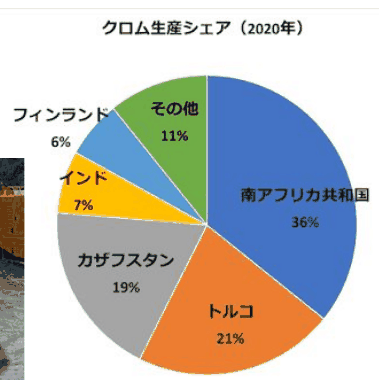 クロム生産シェア（2020年）
その他
11%
フィンランド
6%
インド
7%
南アフリカ共和国
36%
カザフスタン
19%
トルコ
21%